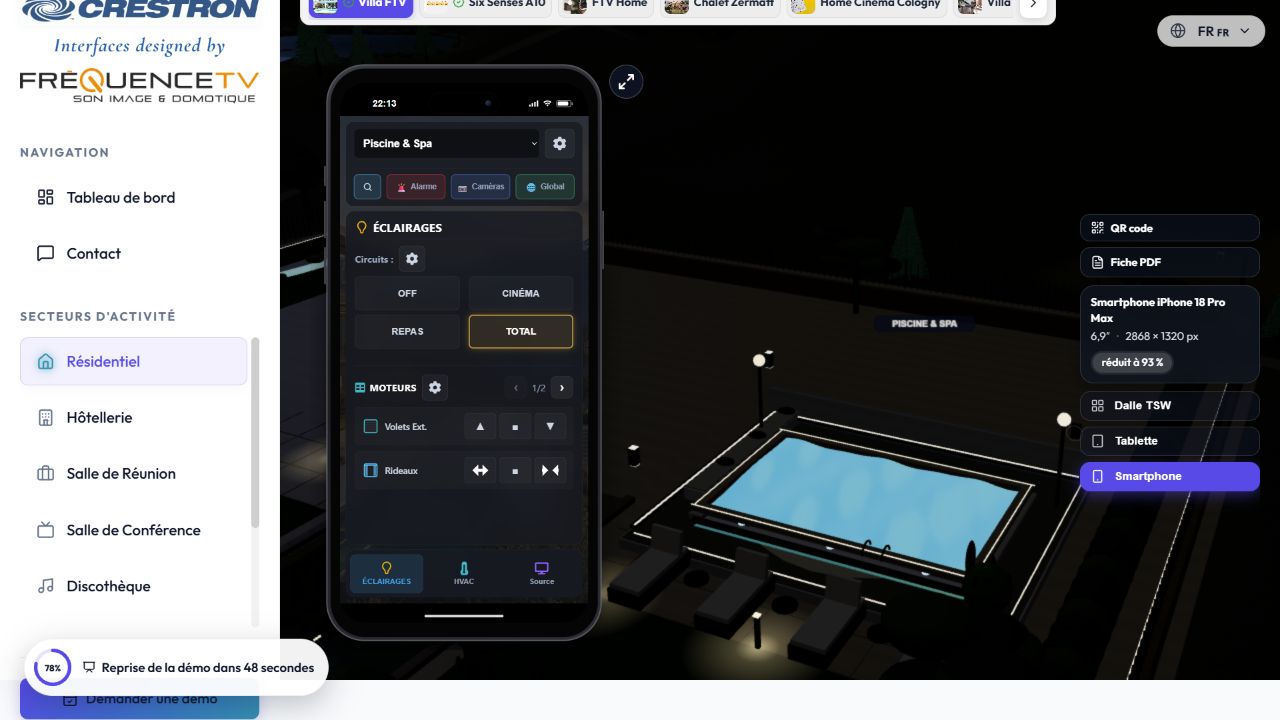 CRESTRON
Interfaces designed by
FRÉQUENCETV
SON IMAGE & DOMOTIQUE
NAVIGATION
Tableau de bord
Contact
SECTEURS D'ACTIVITÉ
Résidentiel
Hôtellerie
Salle de Réunion
Salle de Conférence
Discothèque
78%
Reprise de la démo dans 48 secondes
Demander une démo
Villa FTV
Six Senses A10
FTV Home
Chalet Zermatt
Home Cinéma Cologny
Villa
FR FR
22:13
Piscine & Spa
Alarme
Caméras
Global
ÉCLAIRAGES
Circuits :
OFF
CINÉMA
REPAS
TOTAL
MOTEURS
1/2
Volets Ext.
Rideaux
ÉCLAIRAGES
HVAC
Source
PISCINE & SPA
QR code
Fiche PDF
Smartphone iPhone 18 Pro
Max
6,9" · 2868 × 1320 px
réduit à 93 %
Dalle TSW
Tablette
Smartphone